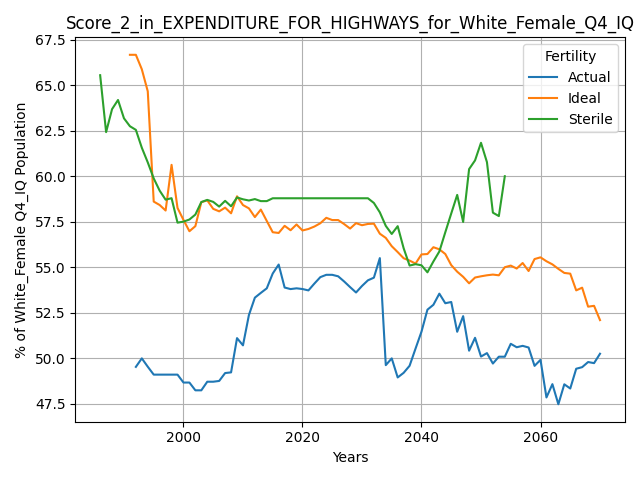 Score_2_in_EXPENDITURE_FOR_HIGHWAYS_for_White_Female_Q4_IQ
67.5
65.0
62.5
60.0
57.5
55.0
52.5
50.0
47.5
% of White_Female Q4_IQ Population
Fertility
Actual
Ideal
Sterile
2000
2020
2040
2060
Years